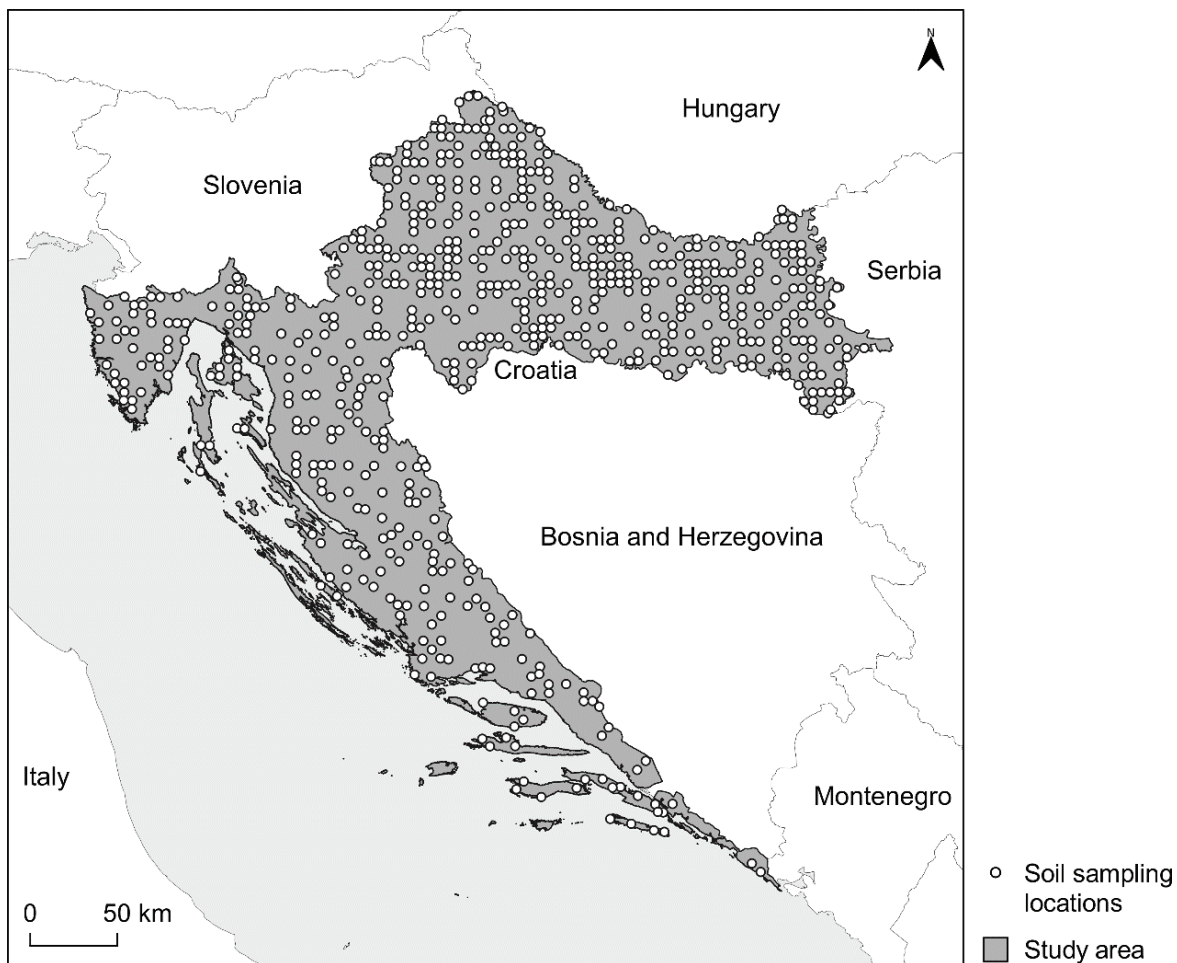 N
Hungary
Slovenia
Serbia
Croatia
Bosnia and Herzegovina
Italy
Montenegro
0 50 km
Soil sampling
locations
Study area